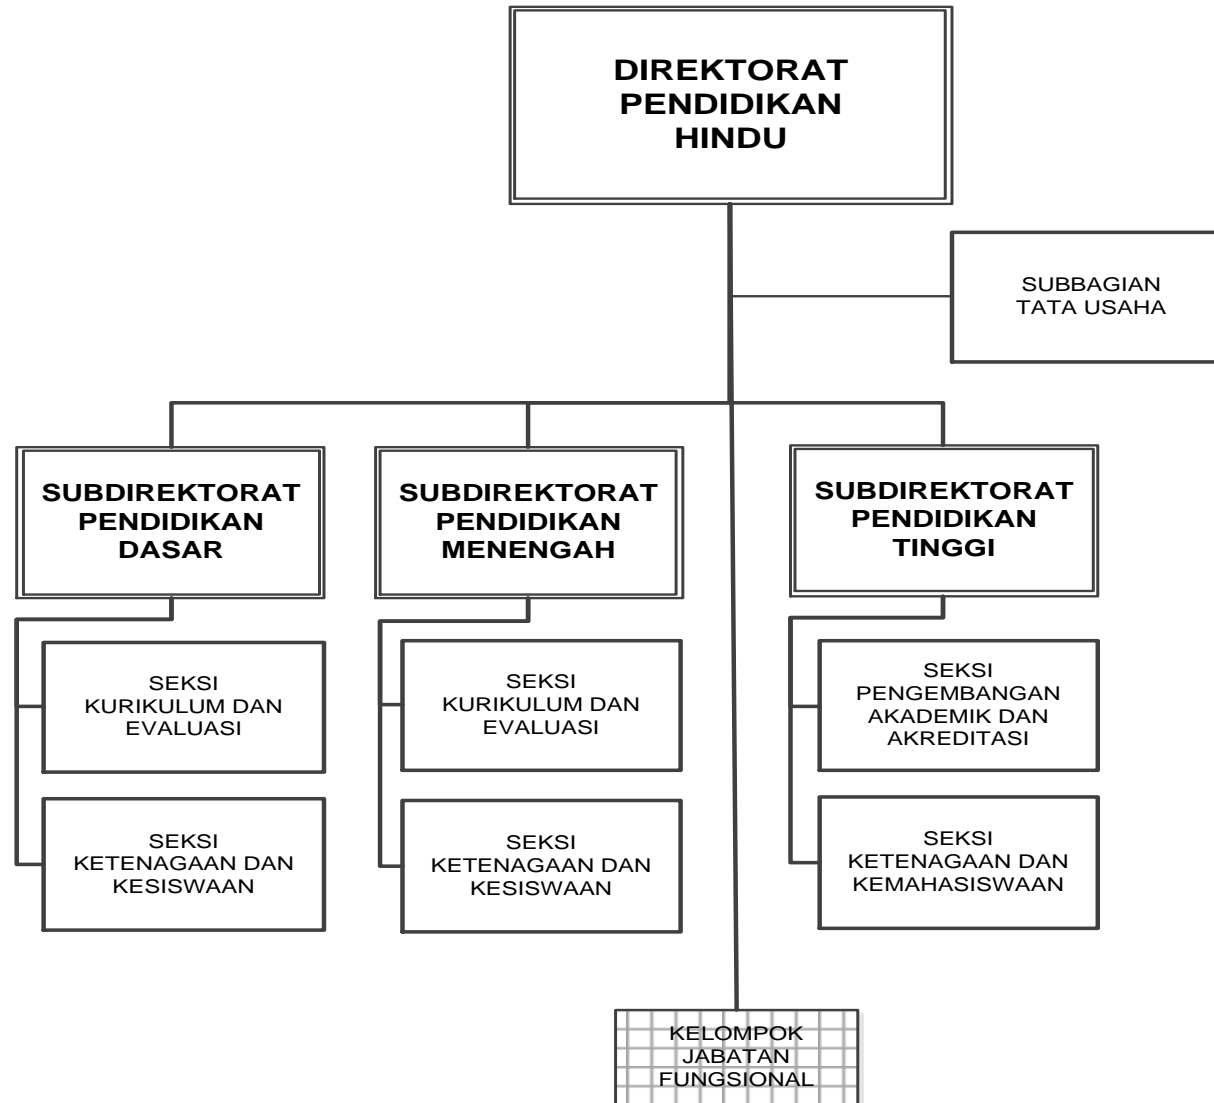 DIREKTORAT
PENDIDIKAN
HINDU
SUBBAGIAN
TATA USAHA
SUBDIREKTORAT
PENDIDIKAN
DASAR
SUBDIREKTORAT
PENDIDIKAN
MENENGAH
SUBDIREKTORAT
PENDIDIKAN
TINGGI
SEKSI
KURIKULUM DAN
EVALUASI
SEKSI
KURIKULUM DAN
EVALUASI
SEKSI
PENGEMBANGAN
AKADEMIK DAN
AKREDITASI
SEKSI
KETENAGAAN DAN
KESISWAAN
SEKSI
KETENAGAAN DAN
KESISWAAN
SEKSI
KETENAGAAN DAN
KEMAHASISWAAN
KELOMPOK
JABATAN
FUNGSIONAL